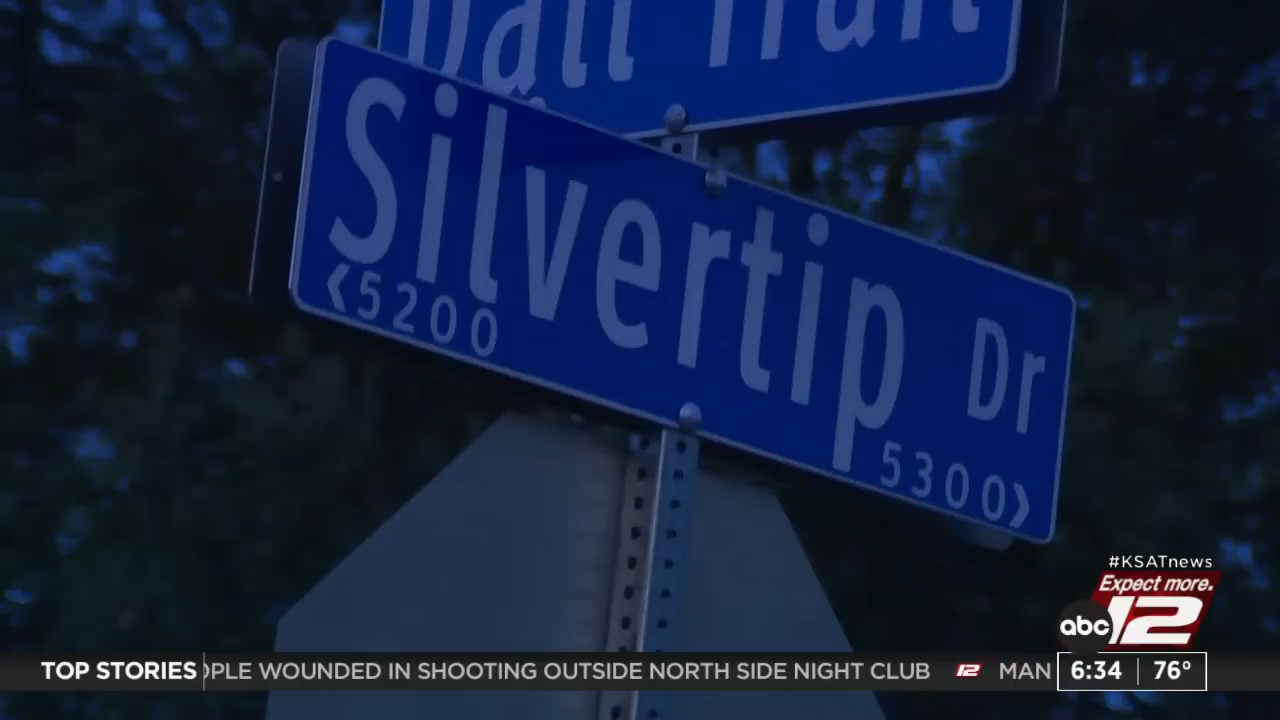 Silvertip Dr
<5200
5300>
#KSATnews
Expect more.
abc 12
TOP STORIES OPLE WOUNDED IN SHOOTING OUTSIDE NORTH SIDE NIGHT CLUB 12 MAN 6:34 76°